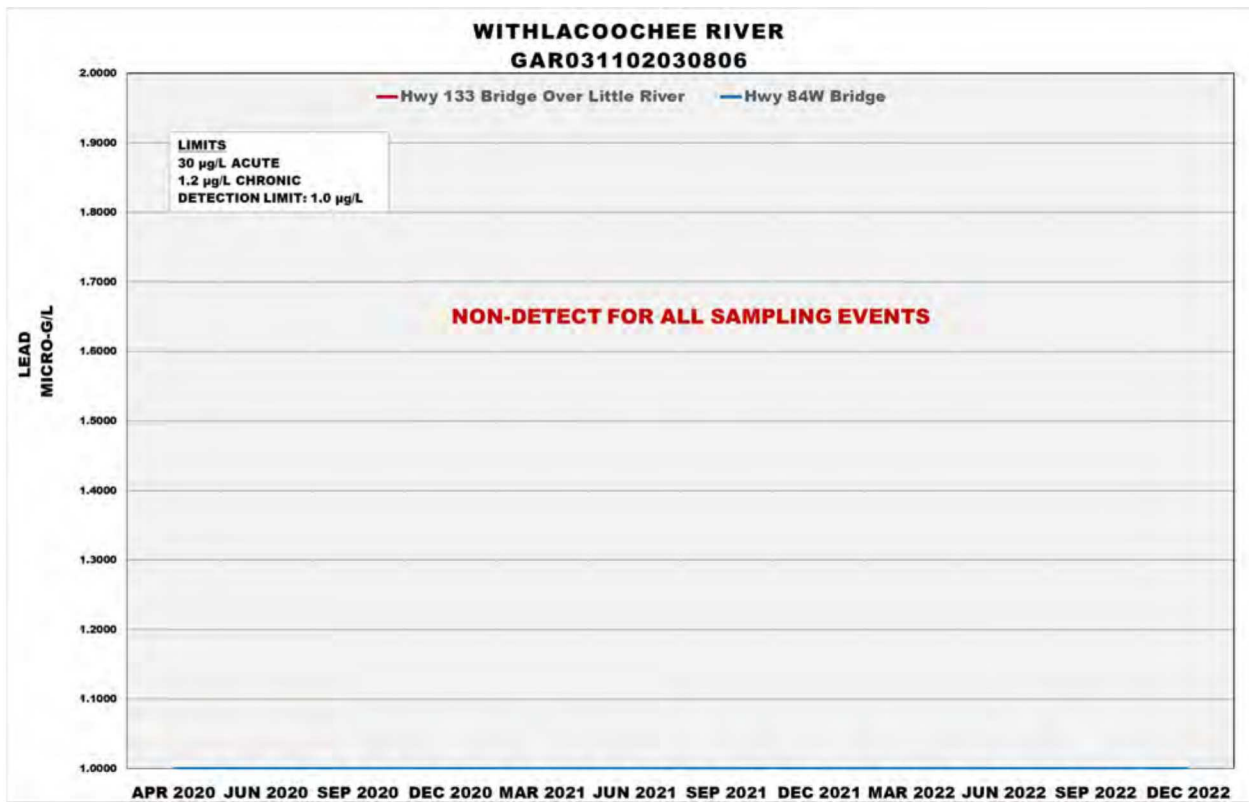 WITHLACOOCHEE RIVER
GAR031102030806
Hwy 133 Bridge Over Little River Hwy 84W Bridge
LIMITS
30 µg/L ACUTE
1.2 µg/L CHRONIC
DETECTION LIMIT: 1.0 µg/L
NON-DETECT FOR ALL SAMPLING EVENTS
LEAD
MICRO-G/L
2.0000
1.9000
1.8000
1.7000
1.6000
1.5000
1.4000
1.3000
1.2000
1.1000
1.0000
APR 2020 JUN 2020 SEP 2020 DEC 2020 MAR 2021 JUN 2021 SEP 2021 DEC 2021 MAR 2022 JUN 2022 SEP 2022 DEC 2022